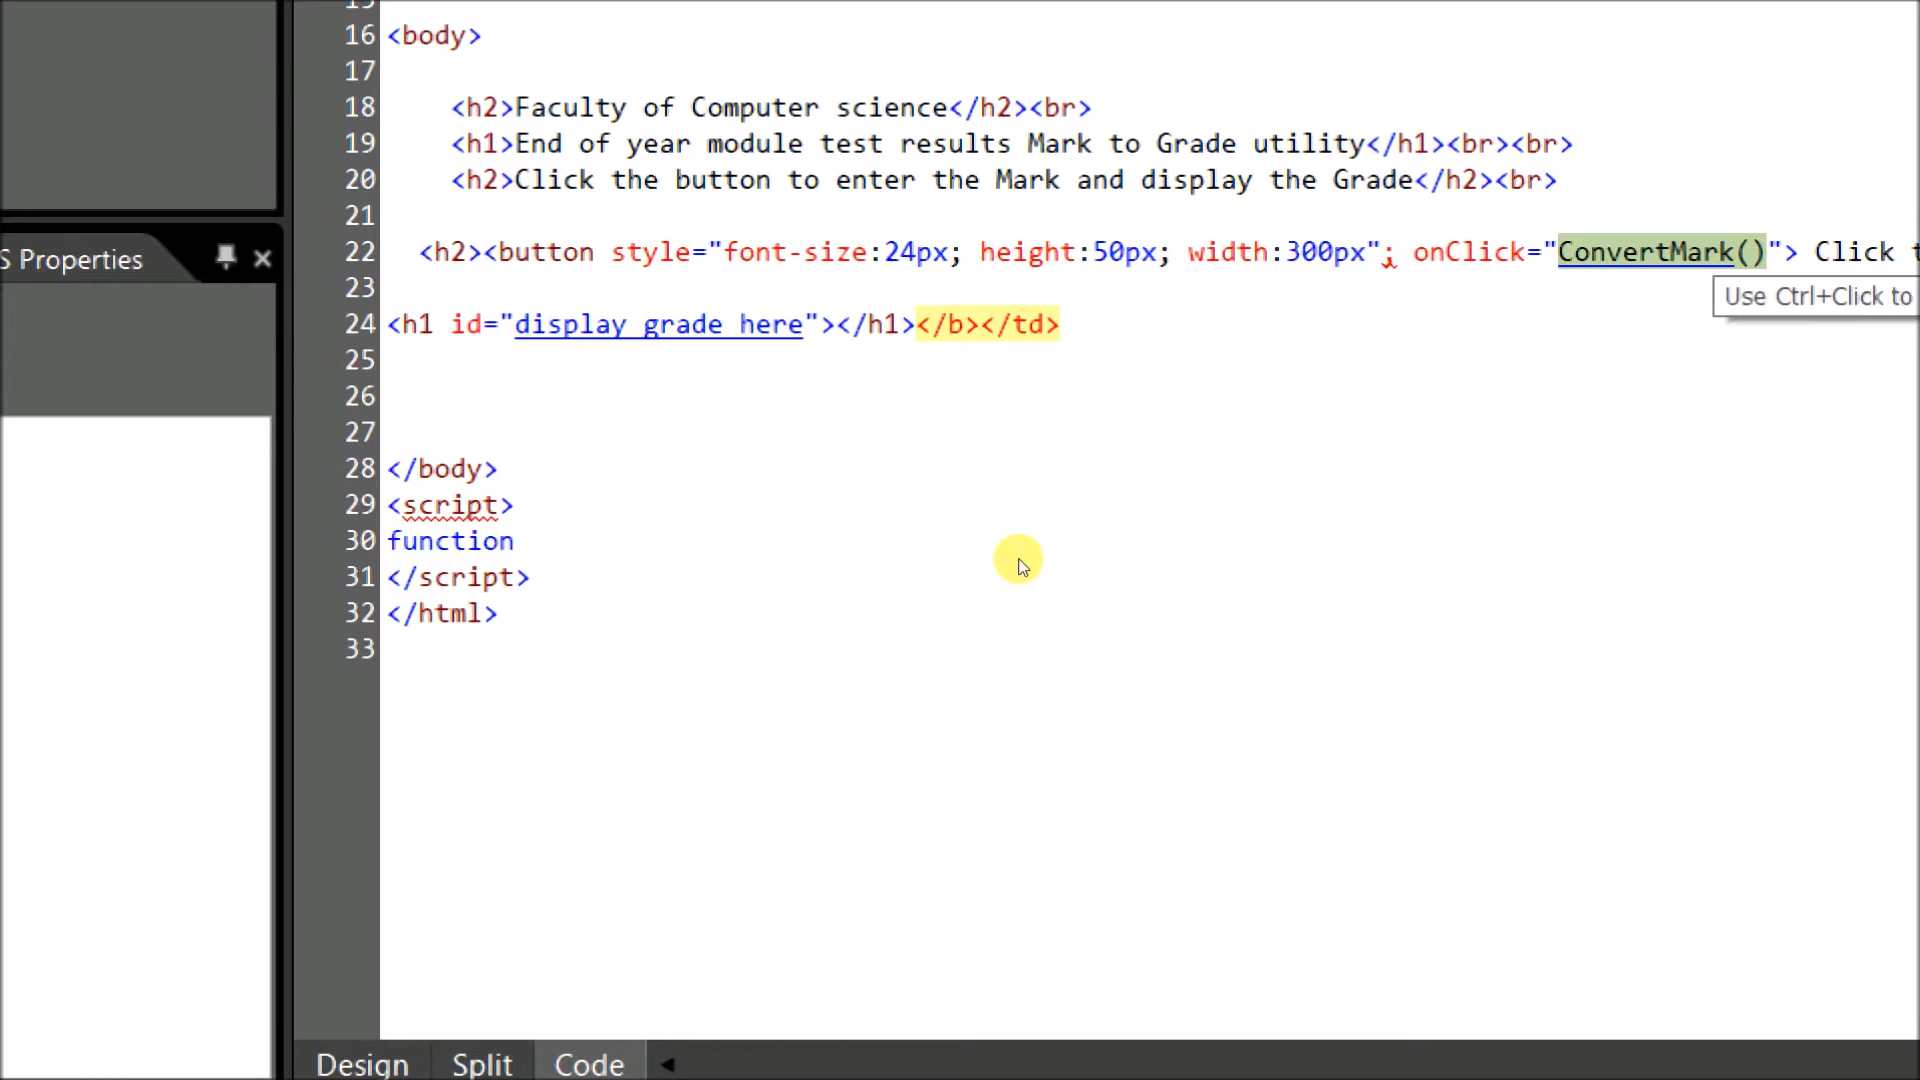 15
16 <body>
17
18 <h2>Faculty of Computer science</h2><br>
19 <h1>End of year module test results Mark to Grade utility</h1><br><br>
20 <h2>Click the button to enter the Mark and display the Grade</h2><br>
21
22 <h2><button style="font-size:24px; height:50px; width:300px"; onClick="ConvertMark()"> Click t
S Properties
23
Use Ctrl+Click to
24 <h1 id="display grade here"></h1></b></td>
25
26
27
28 </body>
29 <script>
30 function
31 </script>
32 </html>
33
Design Split Code